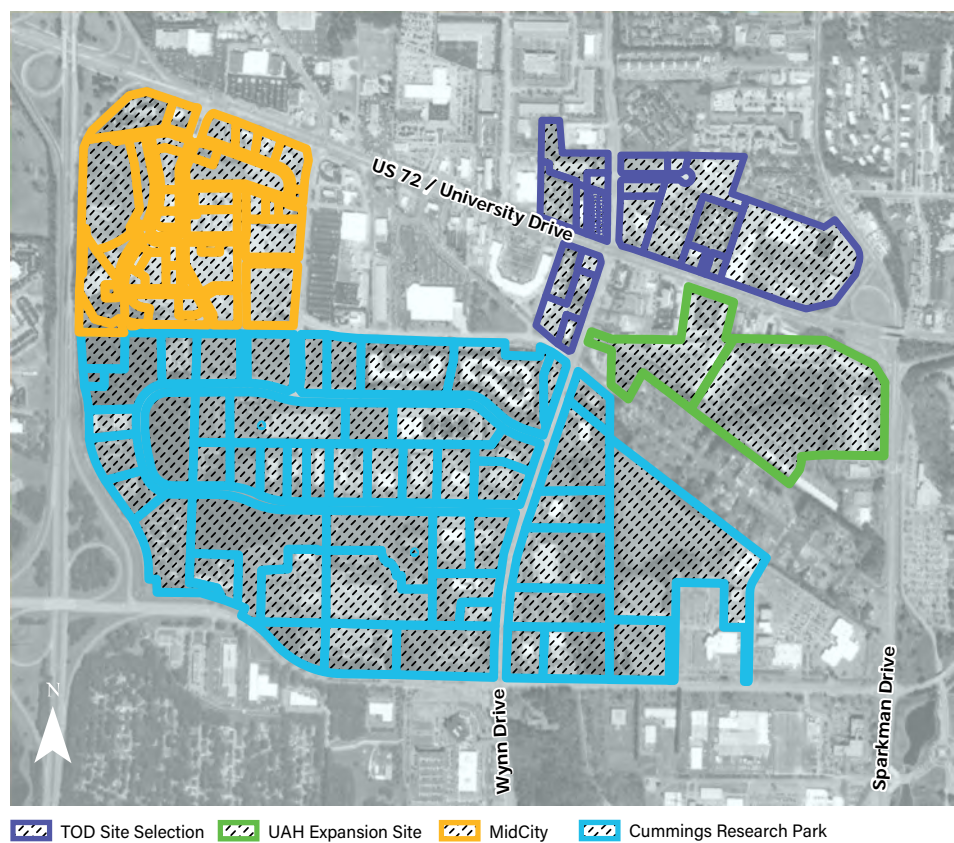 US 72 / University Drive
N
Wynn Drive
Sparkman Drive
TOD Site Selection
UAH Expansion Site
MidCity
Cummings Research Park